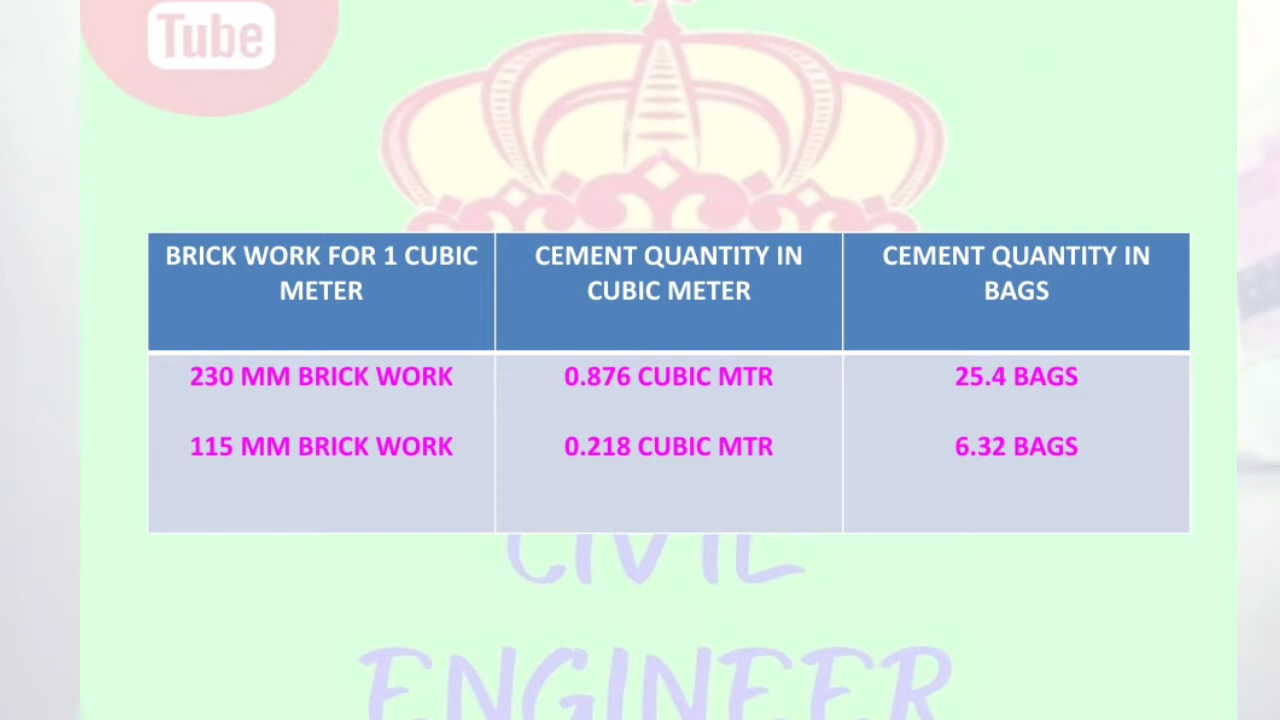 Tube
BRICK WORK FOR 1 CUBIC
METER
CEMENT QUANTITY IN
CUBIC METER
CEMENT QUANTITY IN
BAGS
230 MM BRICK WORK
0.876 CUBIC MTR
25.4 BAGS
115 MM BRICK WORK
0.218 CUBIC MTR
6.32 BAGS
CIVIL
ENGINEER